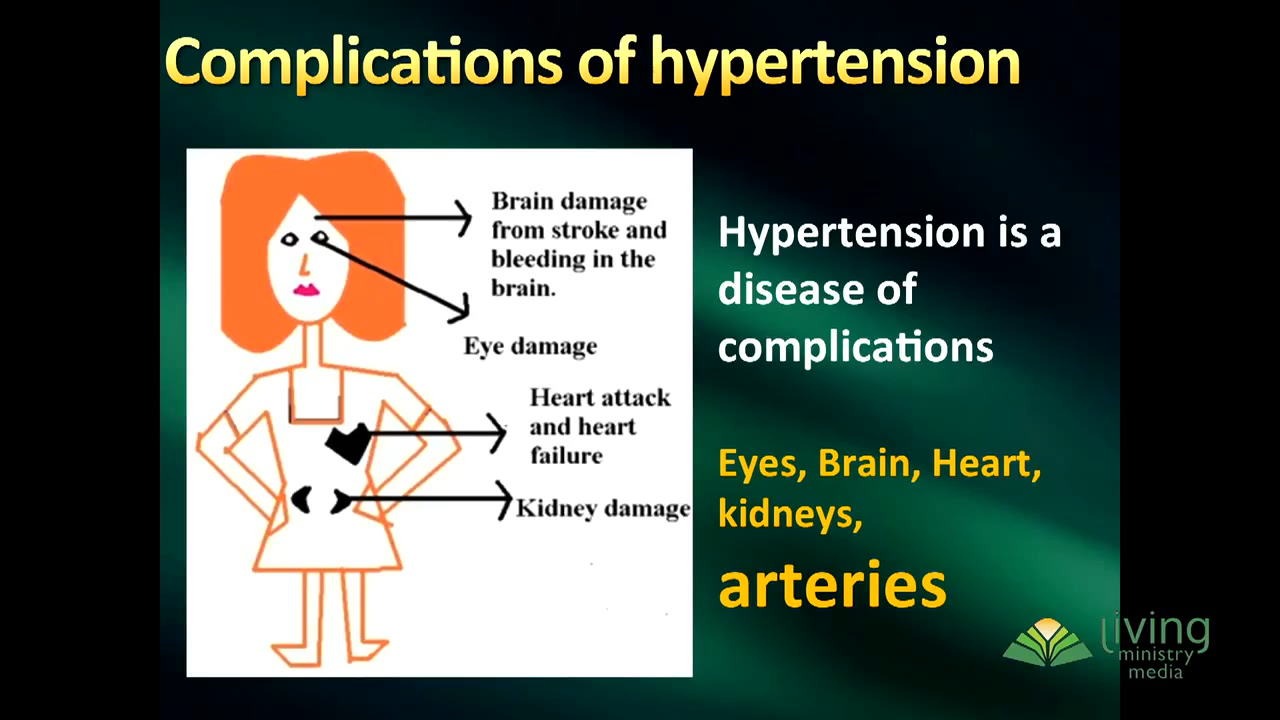 Complications of hypertension
Brain damage
from stroke and
bleeding in the
brain.
Eye damage
Heart attack
and heart
failure
Kidney damage
Hypertension is a
disease of
complications
Eyes, Brain, Heart,
kidneys,
arteries
living
ministry
media